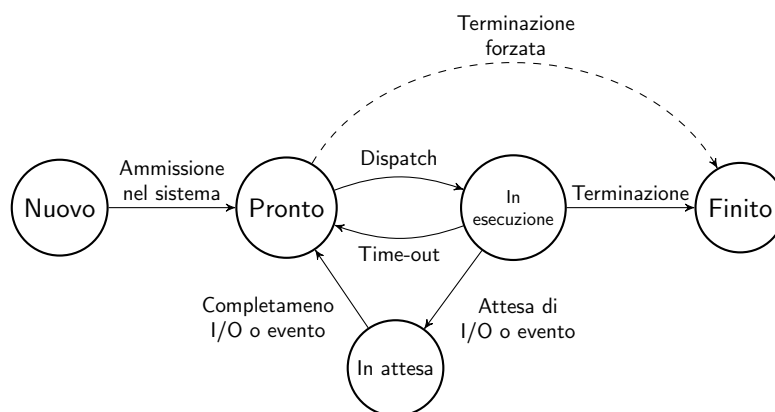 Terminazione
forzata
Ammissione
nel sistema
Dispatch
Nuovo
Pronto
In
esecuzione
Terminazione
Finito
Time-out
Completameno
I/O o evento
Attesa di
I/O o evento
In attesa